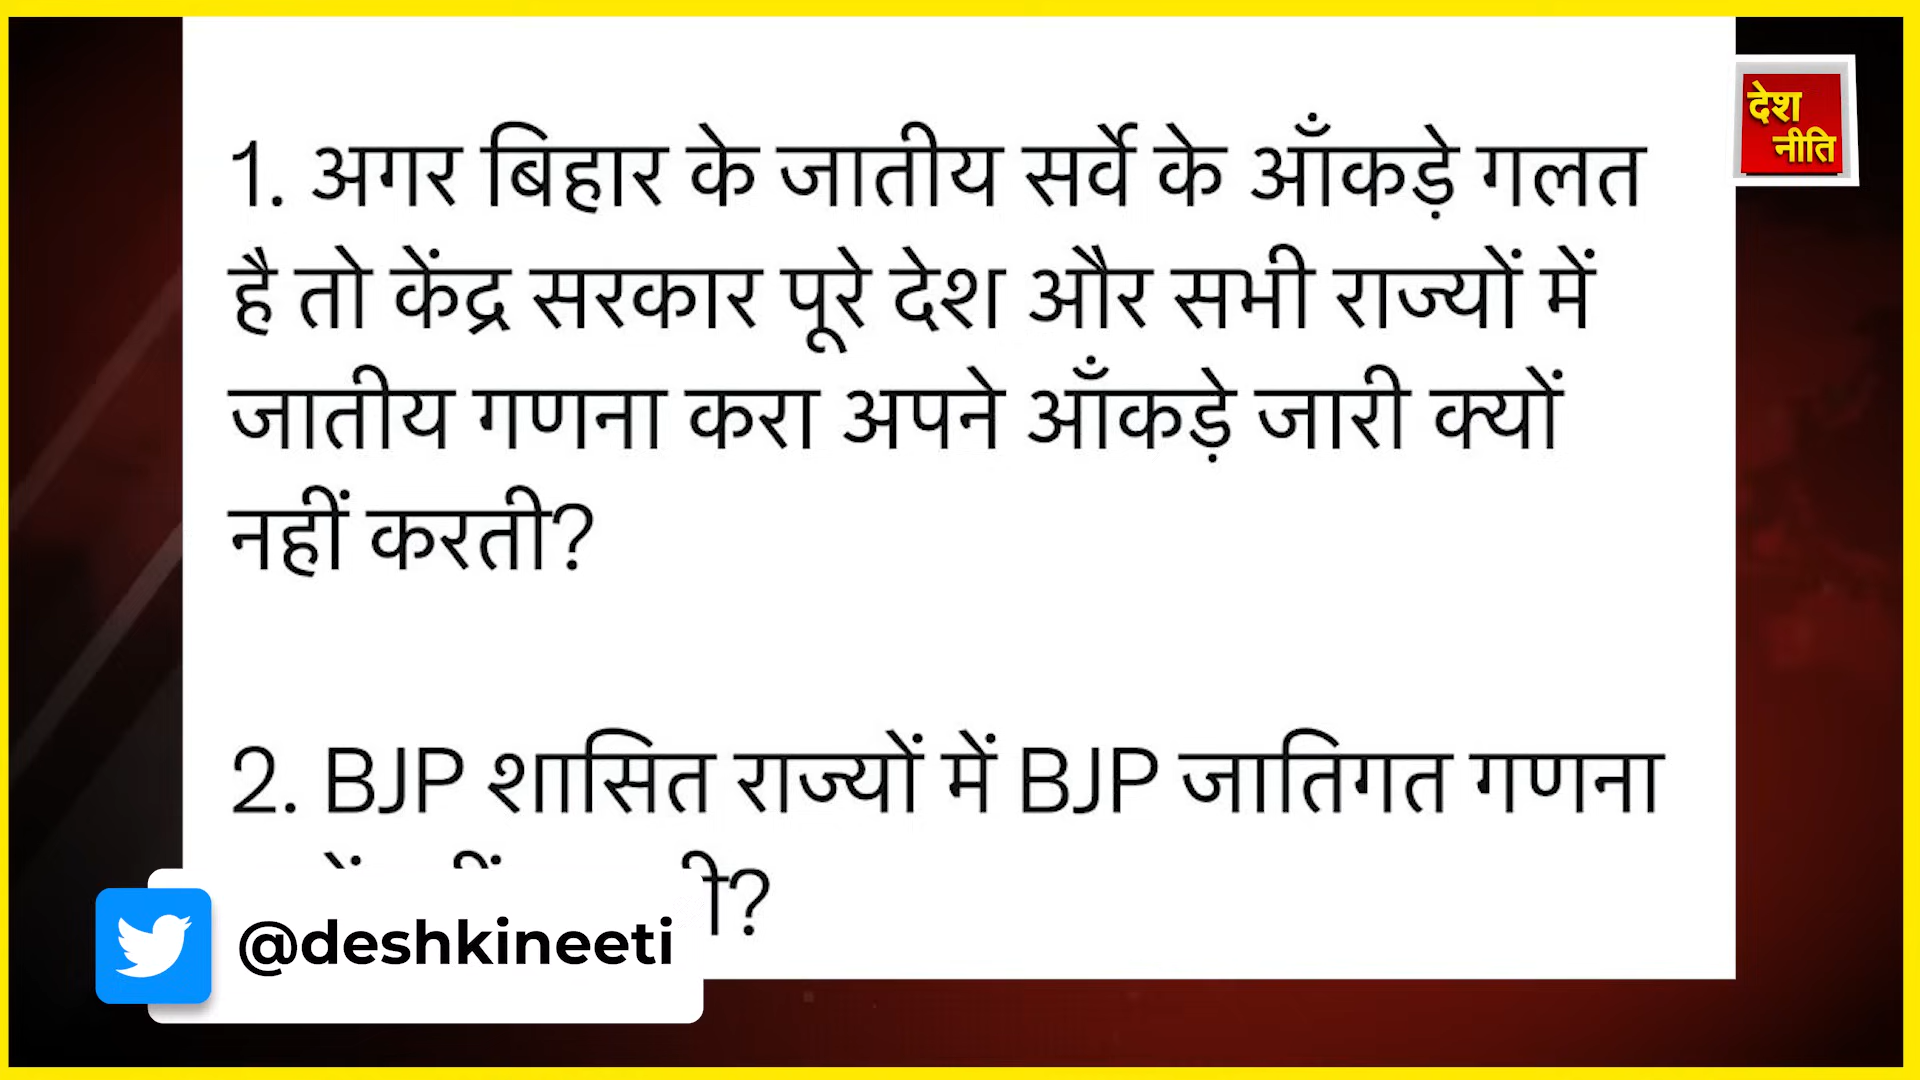 देश
नीति
1. अगर बिहार के जातीय सर्वे के आँकड़े गलत
है तो केंद्र सरकार पूरे देश और सभी राज्यों में
जातीय गणना करा अपने आँकड़े जारी क्यों
नहीं करती?
2. BJP शासित राज्यों में BJP जातिगत गणना
@deshkineeti